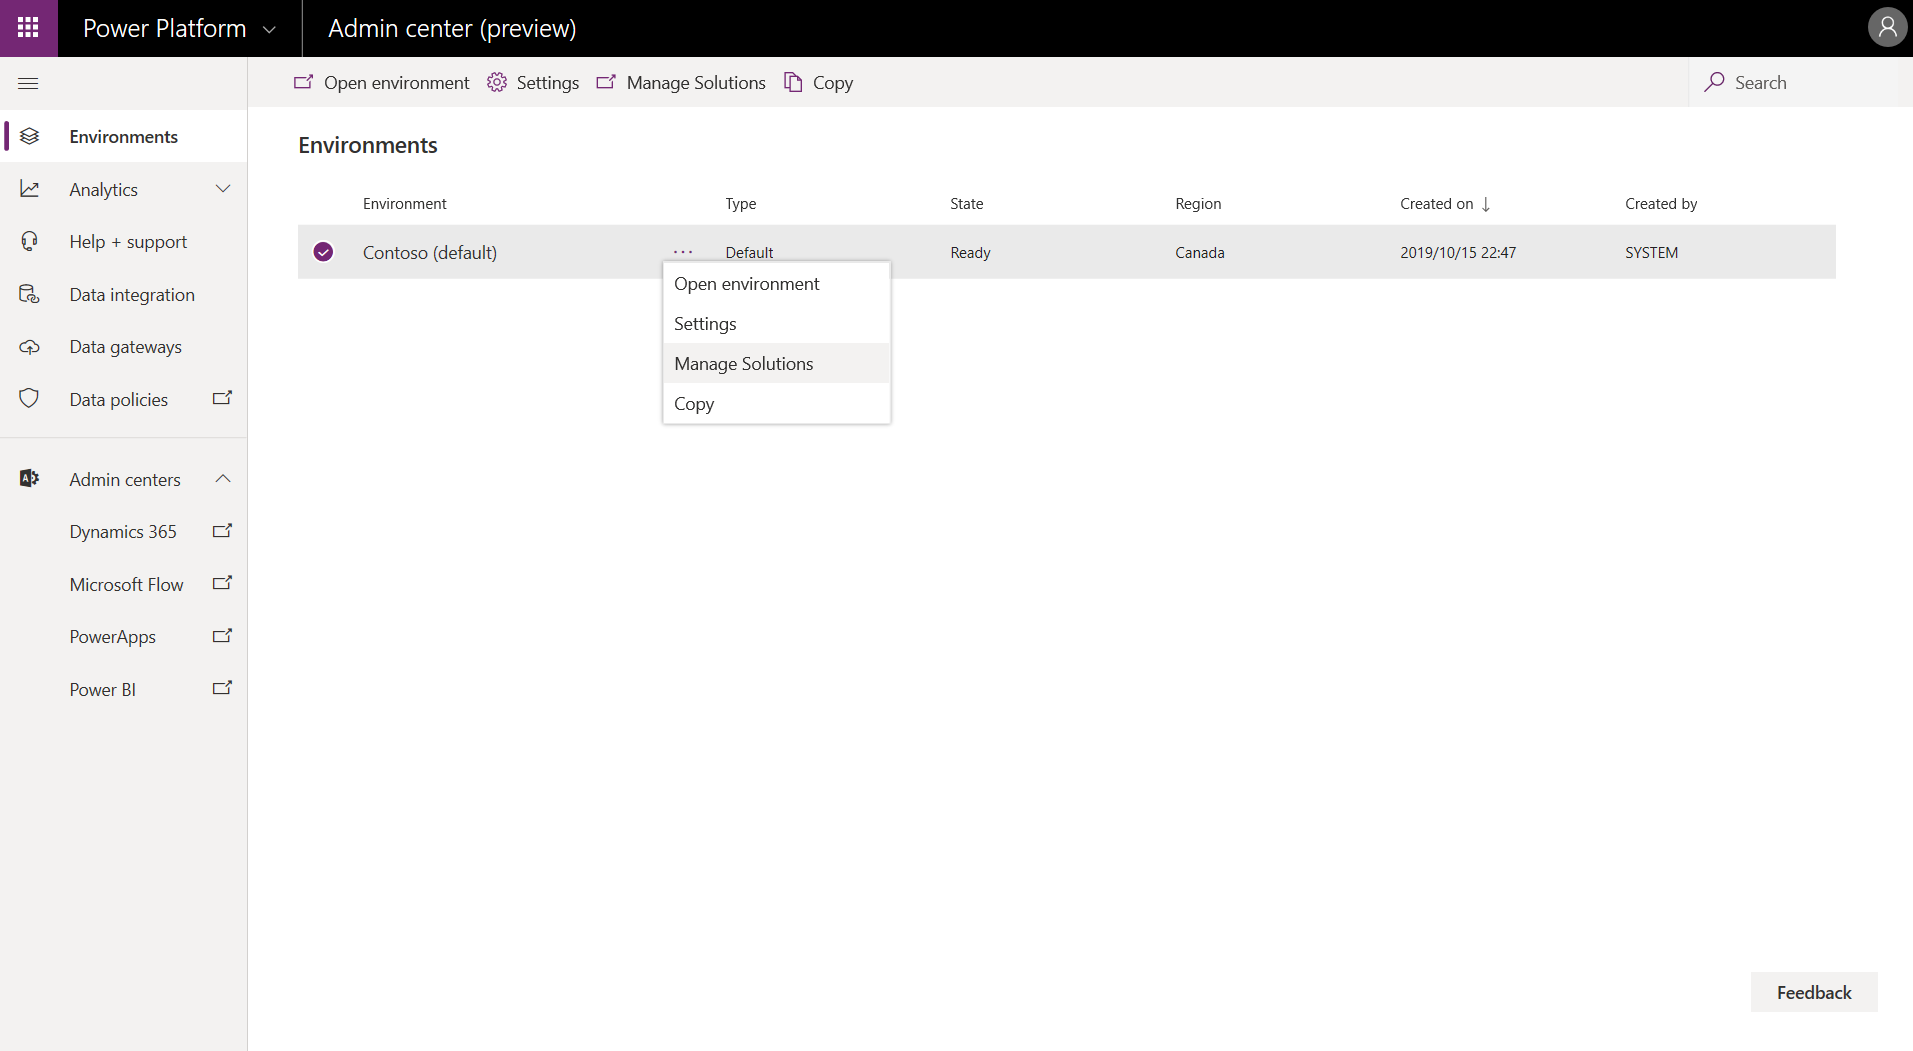 Power Platform
Admin center (preview)
Open environment
Settings
Manage Solutions
Copy
Search
Environments
Analytics
Help + support
Data integration
Data gateways
Data policies
Admin centers
Dynamics 365
Microsoft Flow
PowerApps
Power BI
Environments
Environment Type State Region Created on ↓ Created by
Contoso (default) ··· Default Ready Canada 2019/10/15 22:47 SYSTEM
Open environment
Settings
Manage Solutions
Copy
Feedback